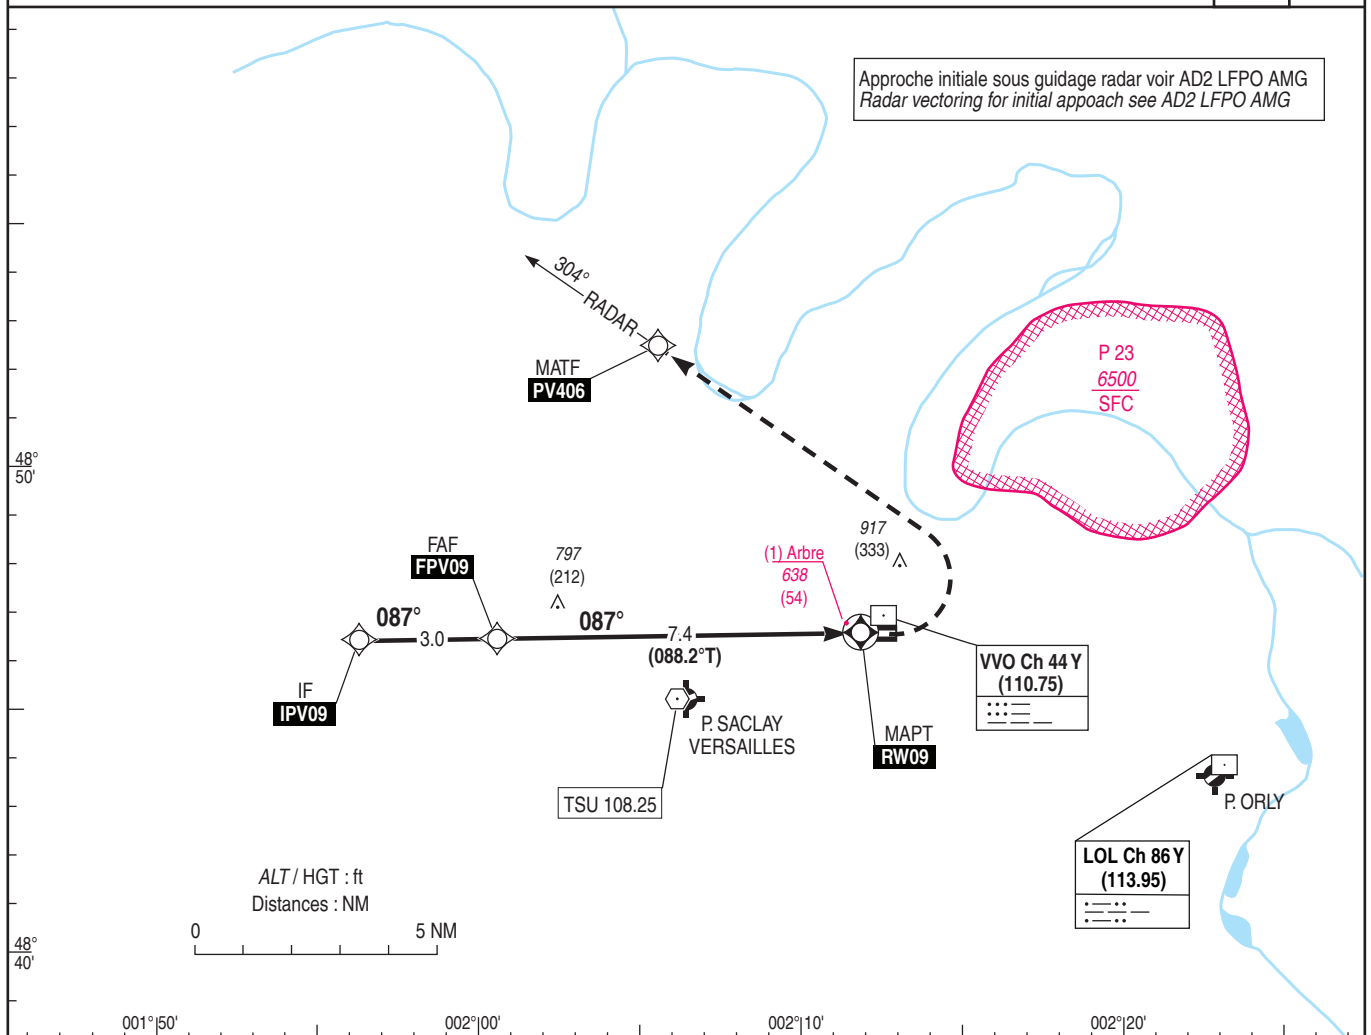 Approche initiale sous guidage radar voir AD2 LFPO AMG
Radar vectoring for initial appoach see AD2 LFPO AMG
304°
RADAR
MATF
PV406
P 23
6500
SFC
48°
50'
917
(333)
(1) Arbre
638
(54)
FAF
FPV09
797
(212)
087°
3.0
087°
7.4
(088.2°T)
IF
IPV09
VVO Ch 44 Y
(110.75)
P. SACLAY
VERSAILLES
MAPT
RW09
TSU 108.25
P. ORLY
LOL Ch 86 Y
(113.95)
ALT / HGT : ft
Distances : NM
0 5 NM
48°
40'
001°50' 002°00' 002°10' 002°20'